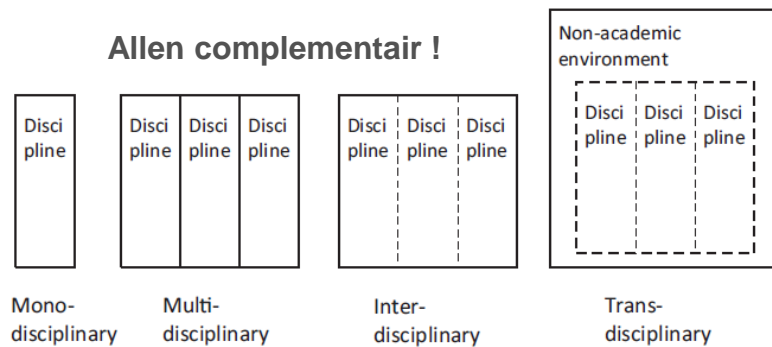 Allen complementair !
Disci
pline
Disci
pline
Disci
pline
Disci
pline
Disci
pline
Disci
pline
Disci
pline
Non-academic
environment
Disci
pline
Disci
pline
Disci
pline
Mono-
disciplinary
Multi-
disciplinary
Inter-
disciplinary
Trans-
disciplinary